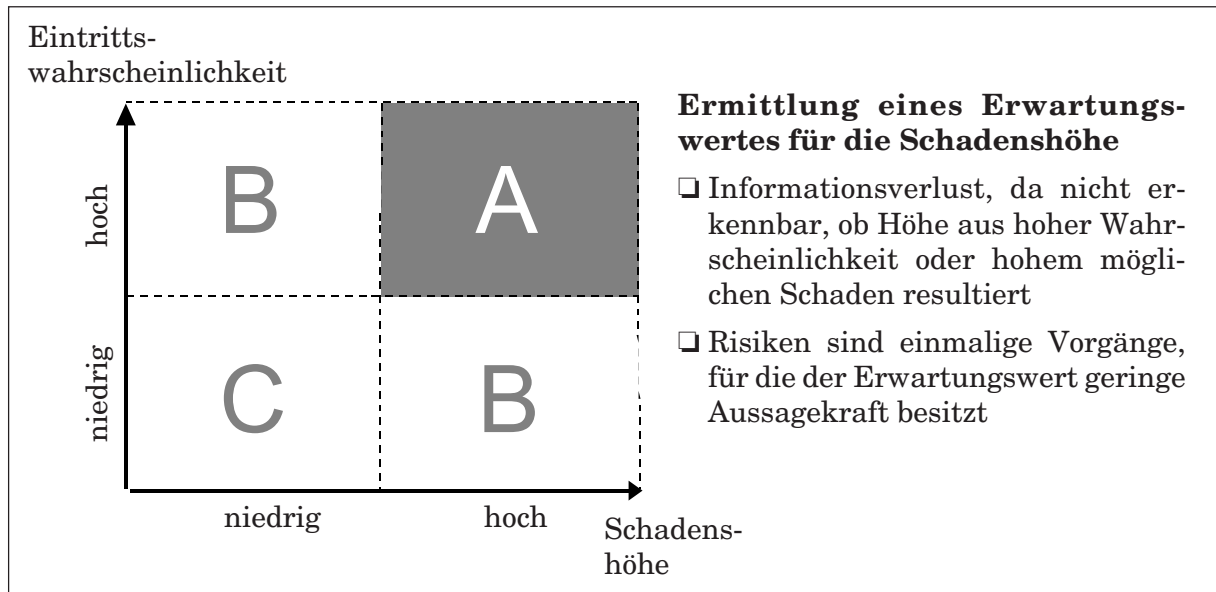 Eintritts-
wahrscheinlichkeit
hoch
niedrig
B
A
C
B
niedrig
hoch
Schadens-
höhe
Ermittlung eines Erwartungs-
wertes für die Schadenshöhe
❏ Informationsverlust, da nicht er-
kennbar, ob Höhe aus hoher Wahr-
scheinlichkeit oder hohem mögli-
chen Schaden resultiert
❏ Risiken sind einmalige Vorgänge,
für die der Erwartungswert geringe
Aussagekraft besitzt